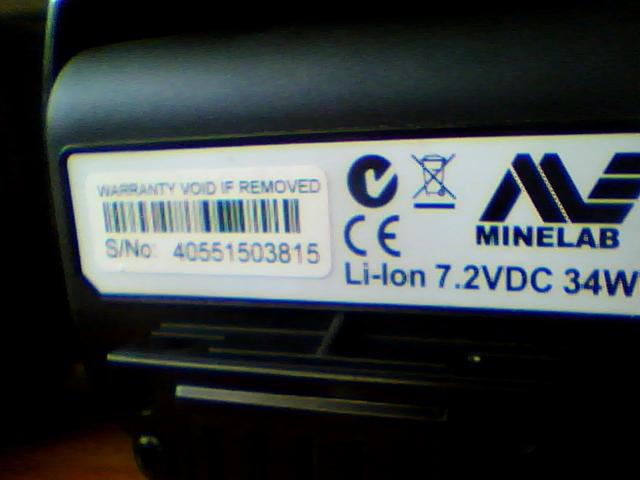 WARRANTY VOID IF REMOVED
S/No: 40551503815
MINELAB
Li-Ion 7.2VDC 34W